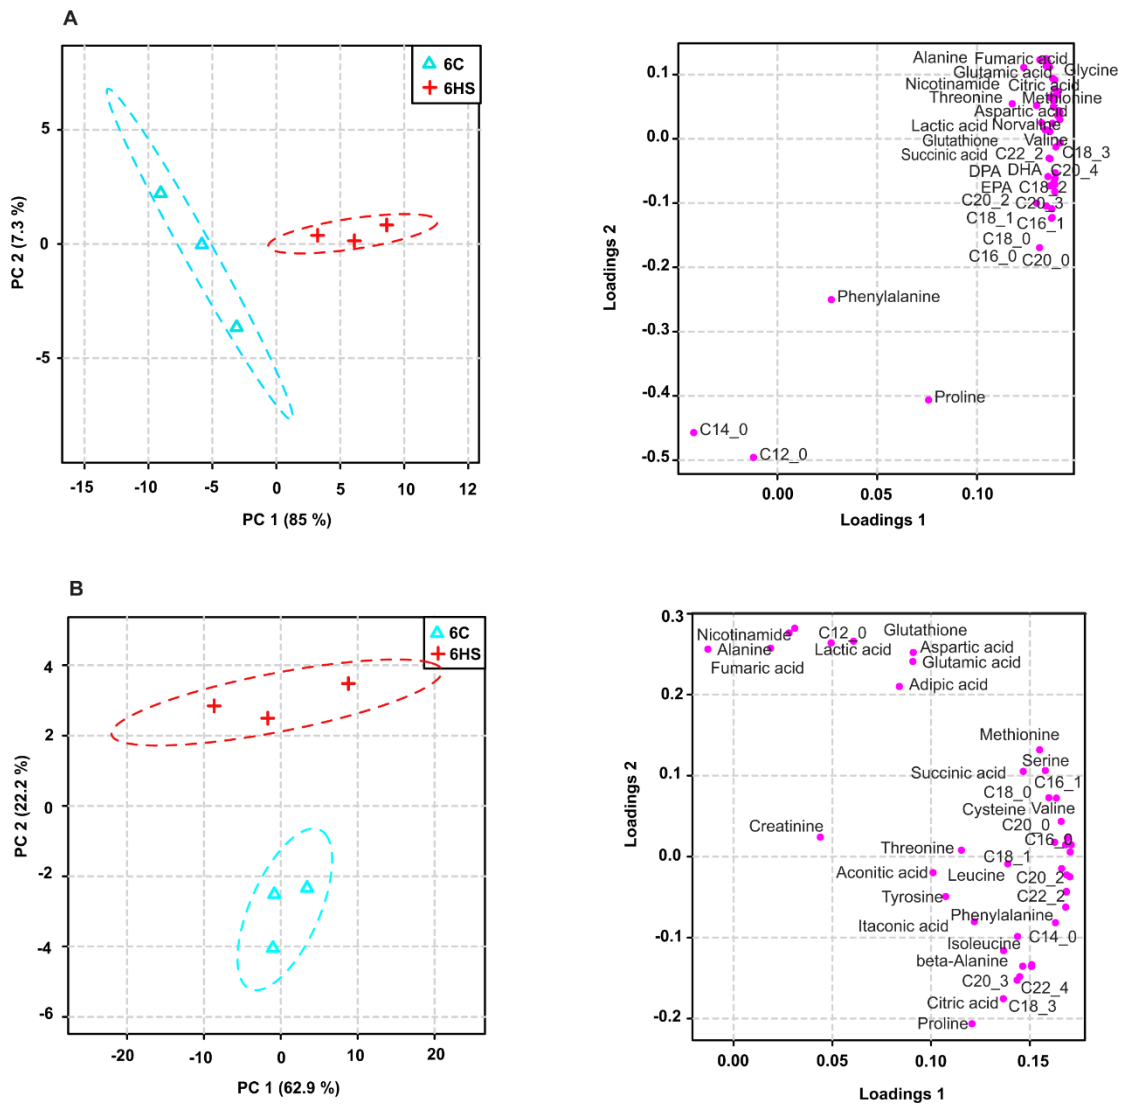 A
6C
6HS
5
0
-5
-15
-10
-5
0
5
10
12
PC 1 (85 %)
PC 2 (7.3 %)
0.1
0.0
-0.1
-0.2
-0.3
-0.4
-0.5
0.00
0.05
0.10
Loadings 1
Loadings 2
Alanine Fumaric acid
Glutamic acid Glycine
Nicotinamide Citric acid
Threonine Methionine
Aspartic acid
Lactic acid Norvaline
Glutathione Valine
Succinic acid C22_2 C18_3
DPA DHA C20_4
EPA C18_2
C20_2 C20_3
C18_1 C16_1
C18_0
C16_0 C20_0
Phenylalanine
Proline
C14_0
C12_0
B
6C
6HS
4
2
0
-2
-4
-6
-20
-10
0
10
20
PC 1 (62.9 %)
PC 2 (22.2 %)
0.3
0.2
0.1
0.0
-0.1
-0.2
0.00
0.05
0.10
0.15
Loadings 1
Loadings 2
Nicotinamide C12_0 Glutathione
Alanine Lactic acid Aspartic acid
Fumaric acid Glutamic acid
Adipic acid
Methionine
Serine
Succinic acid C16_1
C18_0
Cysteine Valine
C20_0
Creatinine C16_0
Threonine C18_1
Aconitic acid Leucine C20_2
Tyrosine C22_2
Itaconic acid Phenylalanine
Isoleucine C14_0
beta-Alanine
C20_3 C22_4
Citric acid C18_3
Proline